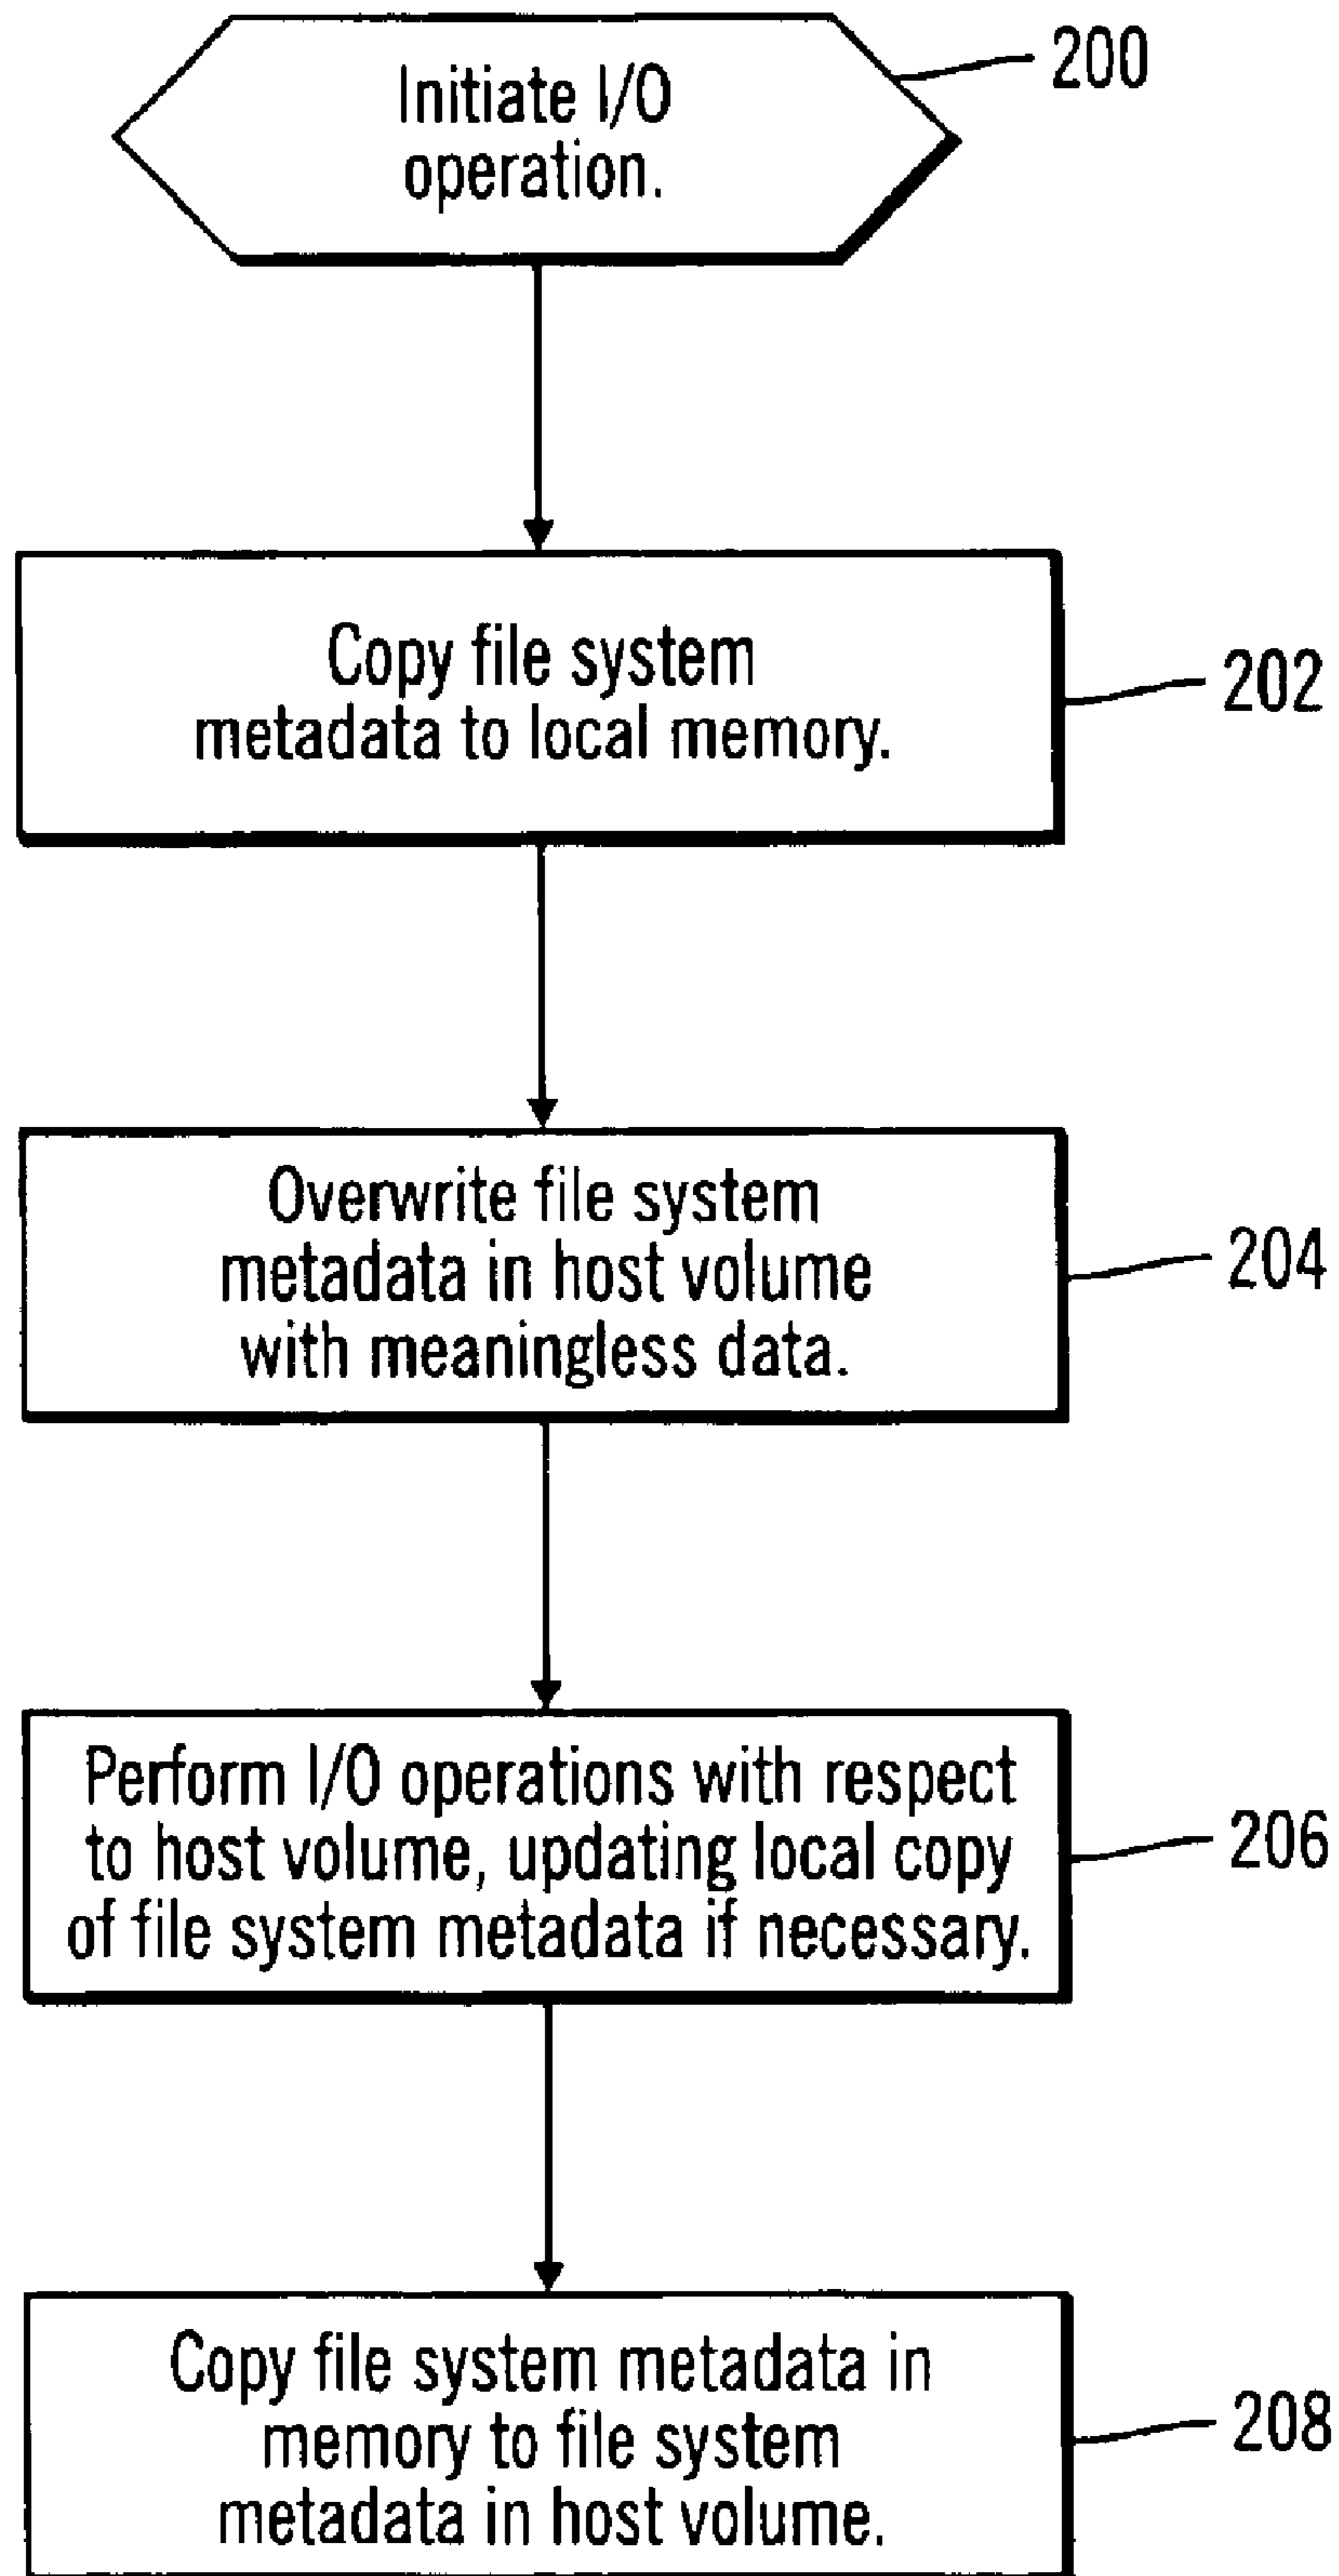 Initiate I/O
operation.
200
Copy file system
metadata to local memory.
202
Overwrite file system
metadata in host volume
with meaningless data.
204
Perform I/O operations with respect
to host volume, updating local copy
of file system metadata if necessary.
206
Copy file system metadata in
memory to file system
metadata in host volume.
208